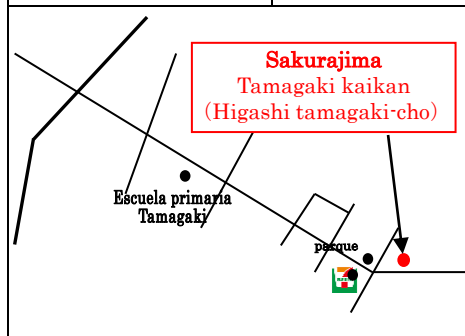 Sakurajima
Tamagaki kaikan
(Higashi tamagaki-cho)
Escuela primaria
Tamagaki
parque